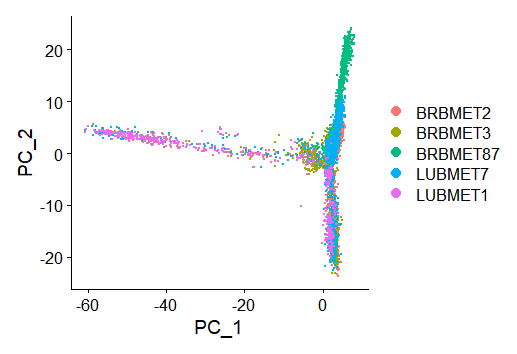 20
10
0
-10
-20
PC_2
-60
-40
-20
0
PC_1
BRBMET2
BRBMET3
BRBMET87
LUBMET7
LUBMET1